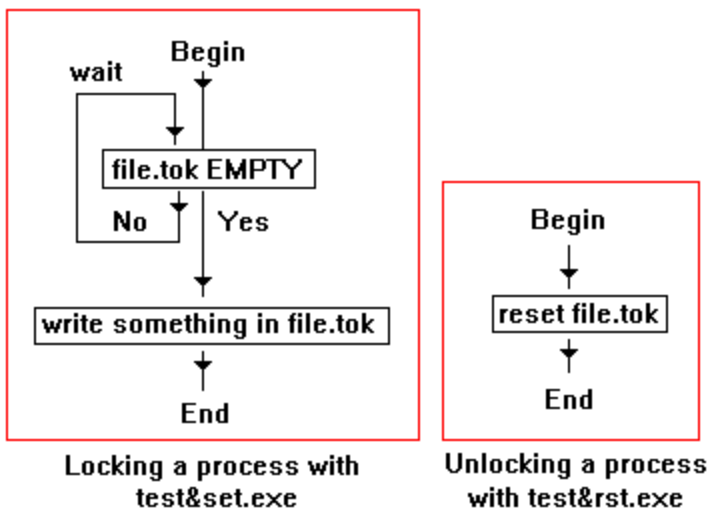 Begin
wait
file.tok EMPTY
No
Yes
write something in file.tok
End
Locking a process with
test&set.exe
Begin
reset file.tok
End
Unlocking a process
with test&rst.exe